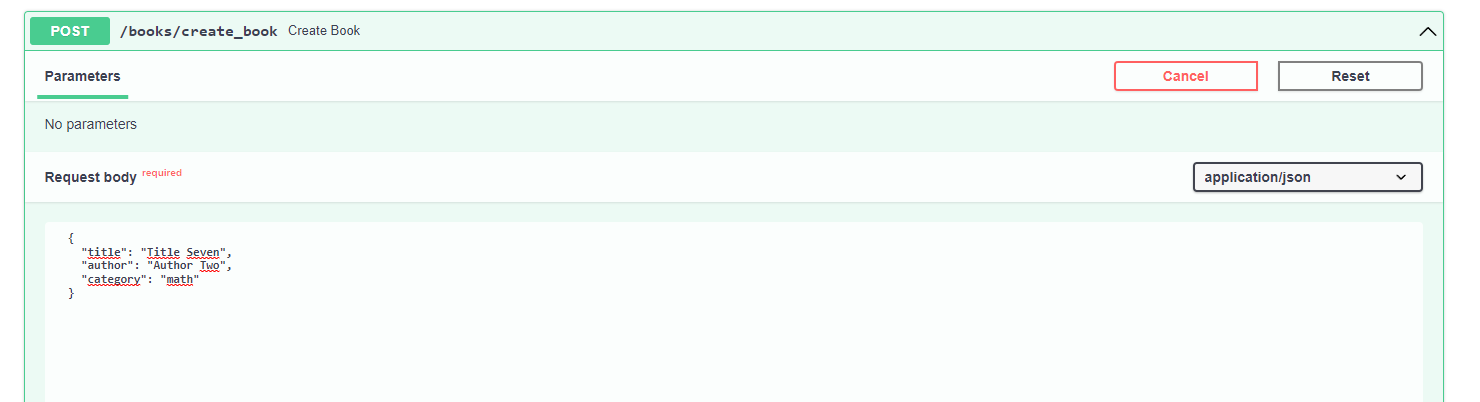 POST /books/create_book Create Book
Parameters Cancel Reset
No parameters
Request body required application/json
{
"title": "Title Seven",
"author": "Author Two",
"category": "math"
}